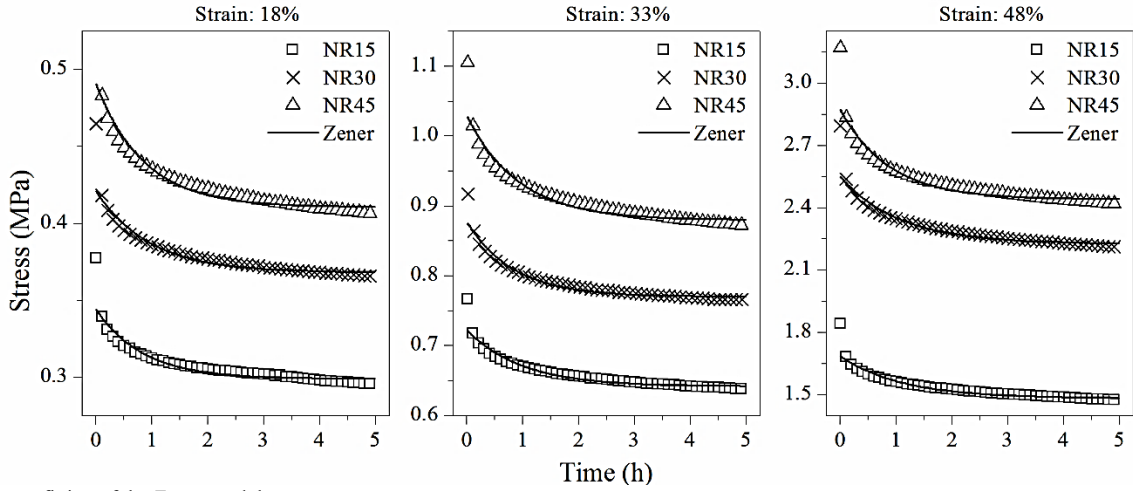 Strain: 18%
NR15
NR30
NR45
Zener
0.5
0.4
0.3
0 1 2 3 4 5
Stress (MPa)
Strain: 33%
NR15
NR30
NR45
Zener
1.1
1.0
0.9
0.8
0.7
0.6
0 1 2 3 4 5
Time (h)
Strain: 48%
NR15
NR30
NR45
Zener
3.0
2.7
2.4
2.1
1.8
1.5
0 1 2 3 4 5